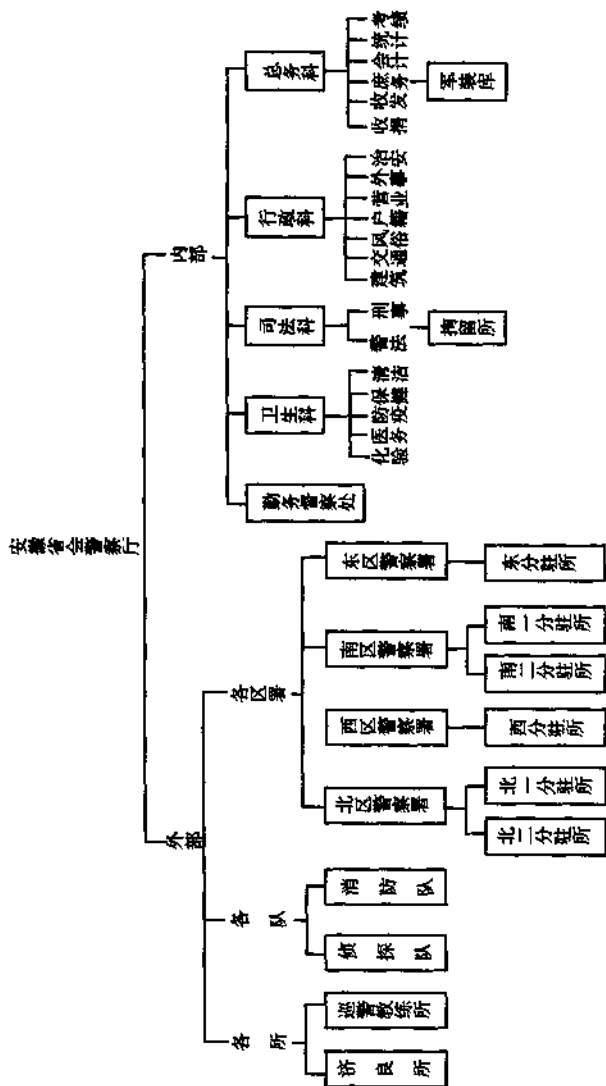 安徽省会警察厅
内部
外部
总务科
行政科
司法科
卫生科
勤务督察处
考绩
统计
会计
庶务
收发
收捐
军装库
治安
外事
营业
户籍
风俗
交通
建筑
刑事
警法
拘留所
清洁
保健
防疫
医务
化验
各区署
各队
各所
东区警察署
南区警察署
西区警察署
北区警察署
东分驻所
南一分驻所
南二分驻所
西分驻所
北一分驻所
北二分驻所
消防队
侦探队
巡警教练所
济良所